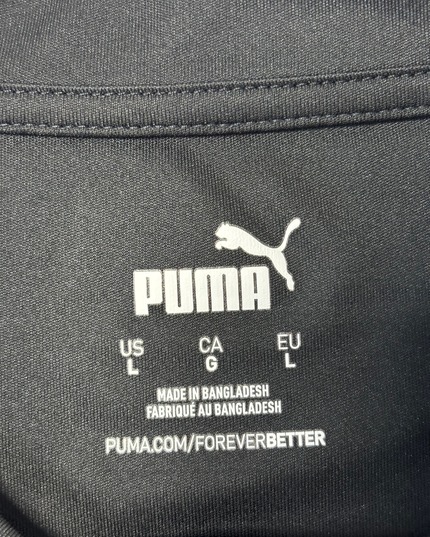 PUMA
US CA EU
L G L
MADE IN BANGLADESH
FABRIQUÉ AU BANGLADESH
PUMA.COM/FOREVERBETTER